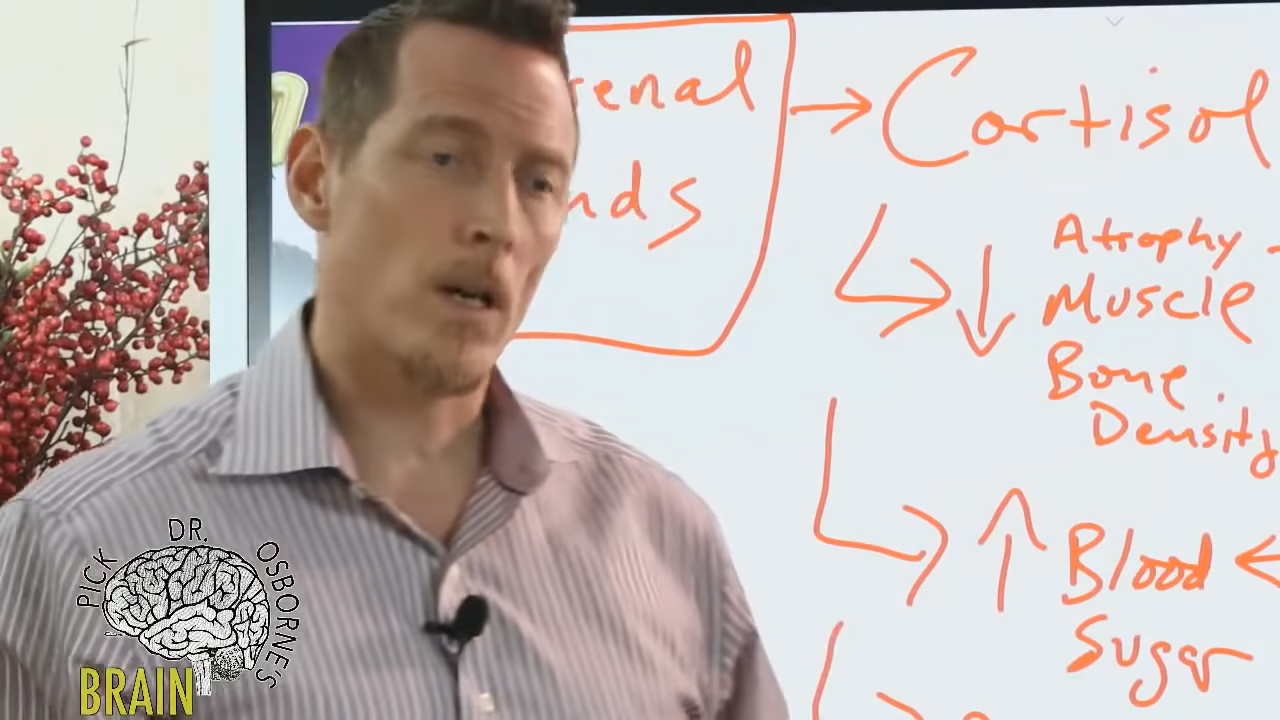 renal
nds
→ Cortisol
↓ Atrophy -
Muscle
Bone
Density
↑ Blood ←
Sugar
PICK DR. OSBORNE'S
BRAIN